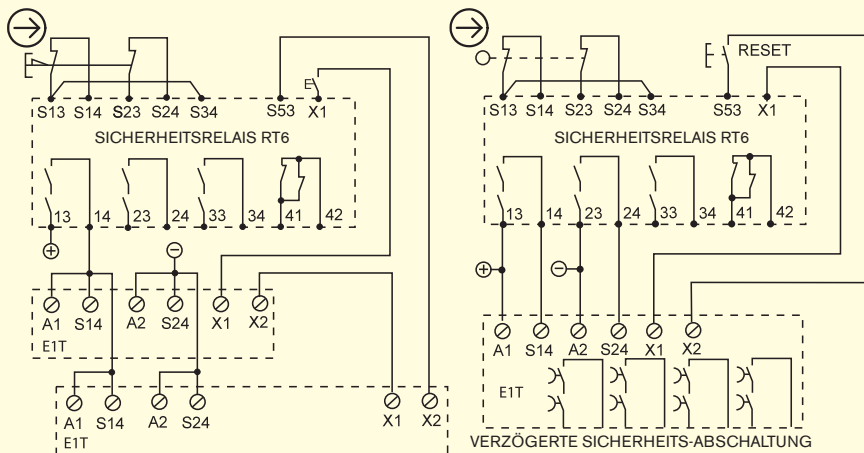 S13 S14 S23 S24 S34 S53 X1
E
SICHERHEITSRELAIS RT6
13 14 23 24 33 34 41 42
+ −
A1 S14 A2 S24 X1 X2
E1T
A1 S14 A2 S24 X1 X2
E1T
RESET
S13 S14 S23 S24 S34 S53 X1
SICHERHEITSRELAIS RT6
13 14 23 24 33 34 41 42
+ −
A1 S14 A2 S24 X1 X2
E1T
VERZÖGERTE SICHERHEITS-ABSCHALTUNG